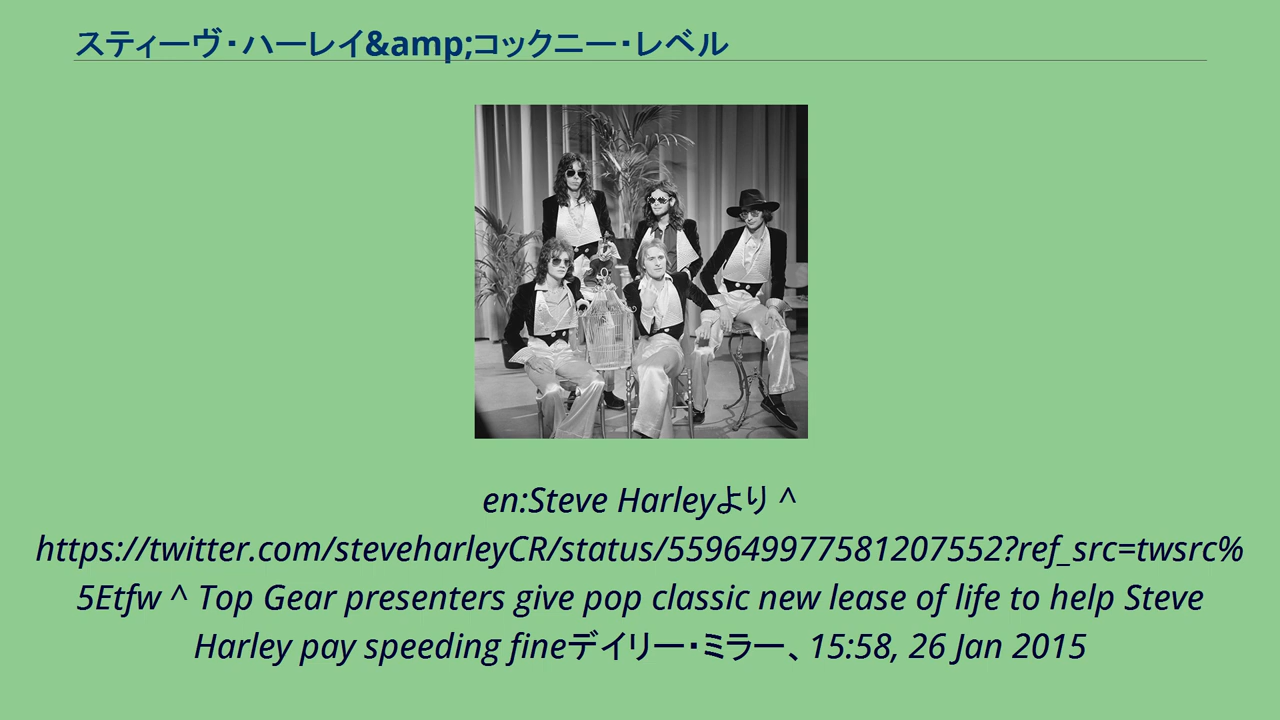 スティーヴ・ハーレイ&amp;コックニー・レベル
en:Steve Harleyより ^
https://twitter.com/steveharleyCR/status/559649977581207552?ref_src=twsrc%
5Etfw ^ Top Gear presenters give pop classic new lease of life to help Steve
Harley pay speeding fineデイリー・ミラー、15:58, 26 Jan 2015